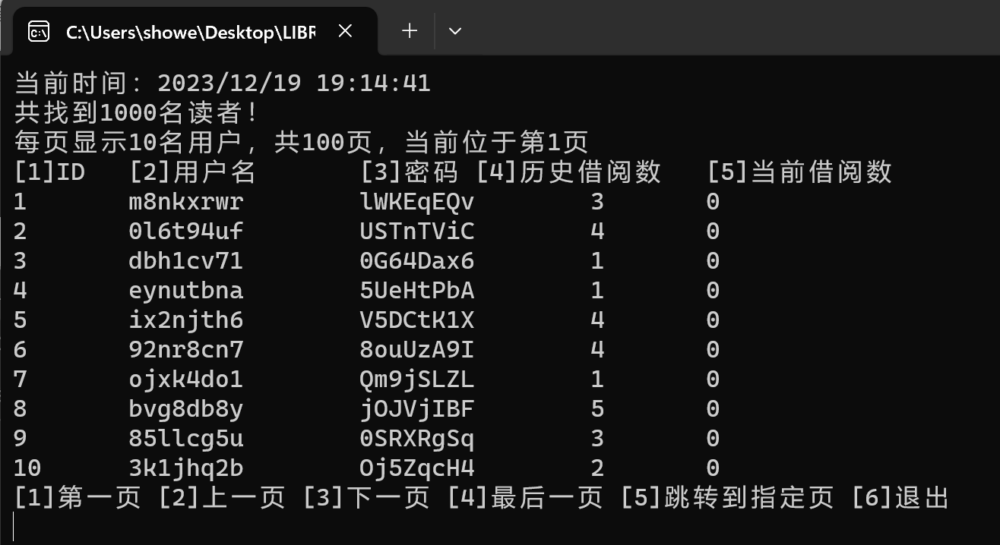 C:\Users\showe\Desktop\LIBR
当前时间：2023/12/19 19:14:41
共找到1000名读者！
每页显示10名用户，共100页，当前位于第1页
[1]ID [2]用户名 [3]密码 [4]历史借阅数 [5]当前借阅数
1 m8nkxrwr lWKEqEQv 3 0
2 0l6t94uf USTnTViC 4 0
3 dbh1cv71 0G64Dax6 1 0
4 eynutbna 5UeHtPbA 1 0
5 ix2njth6 V5DCtK1X 4 0
6 92nr8cn7 8ouUzA9I 4 0
7 ojxk4do1 Qm9jSLZL 1 0
8 bvg8db8y jOJVjIBF 5 0
9 85llcg5u 0SRXRgSq 3 0
10 3k1jhq2b Oj5ZqcH4 2 0
[1]第一页 [2]上一页 [3]下一页 [4]最后一页 [5]跳转到指定页 [6]退出